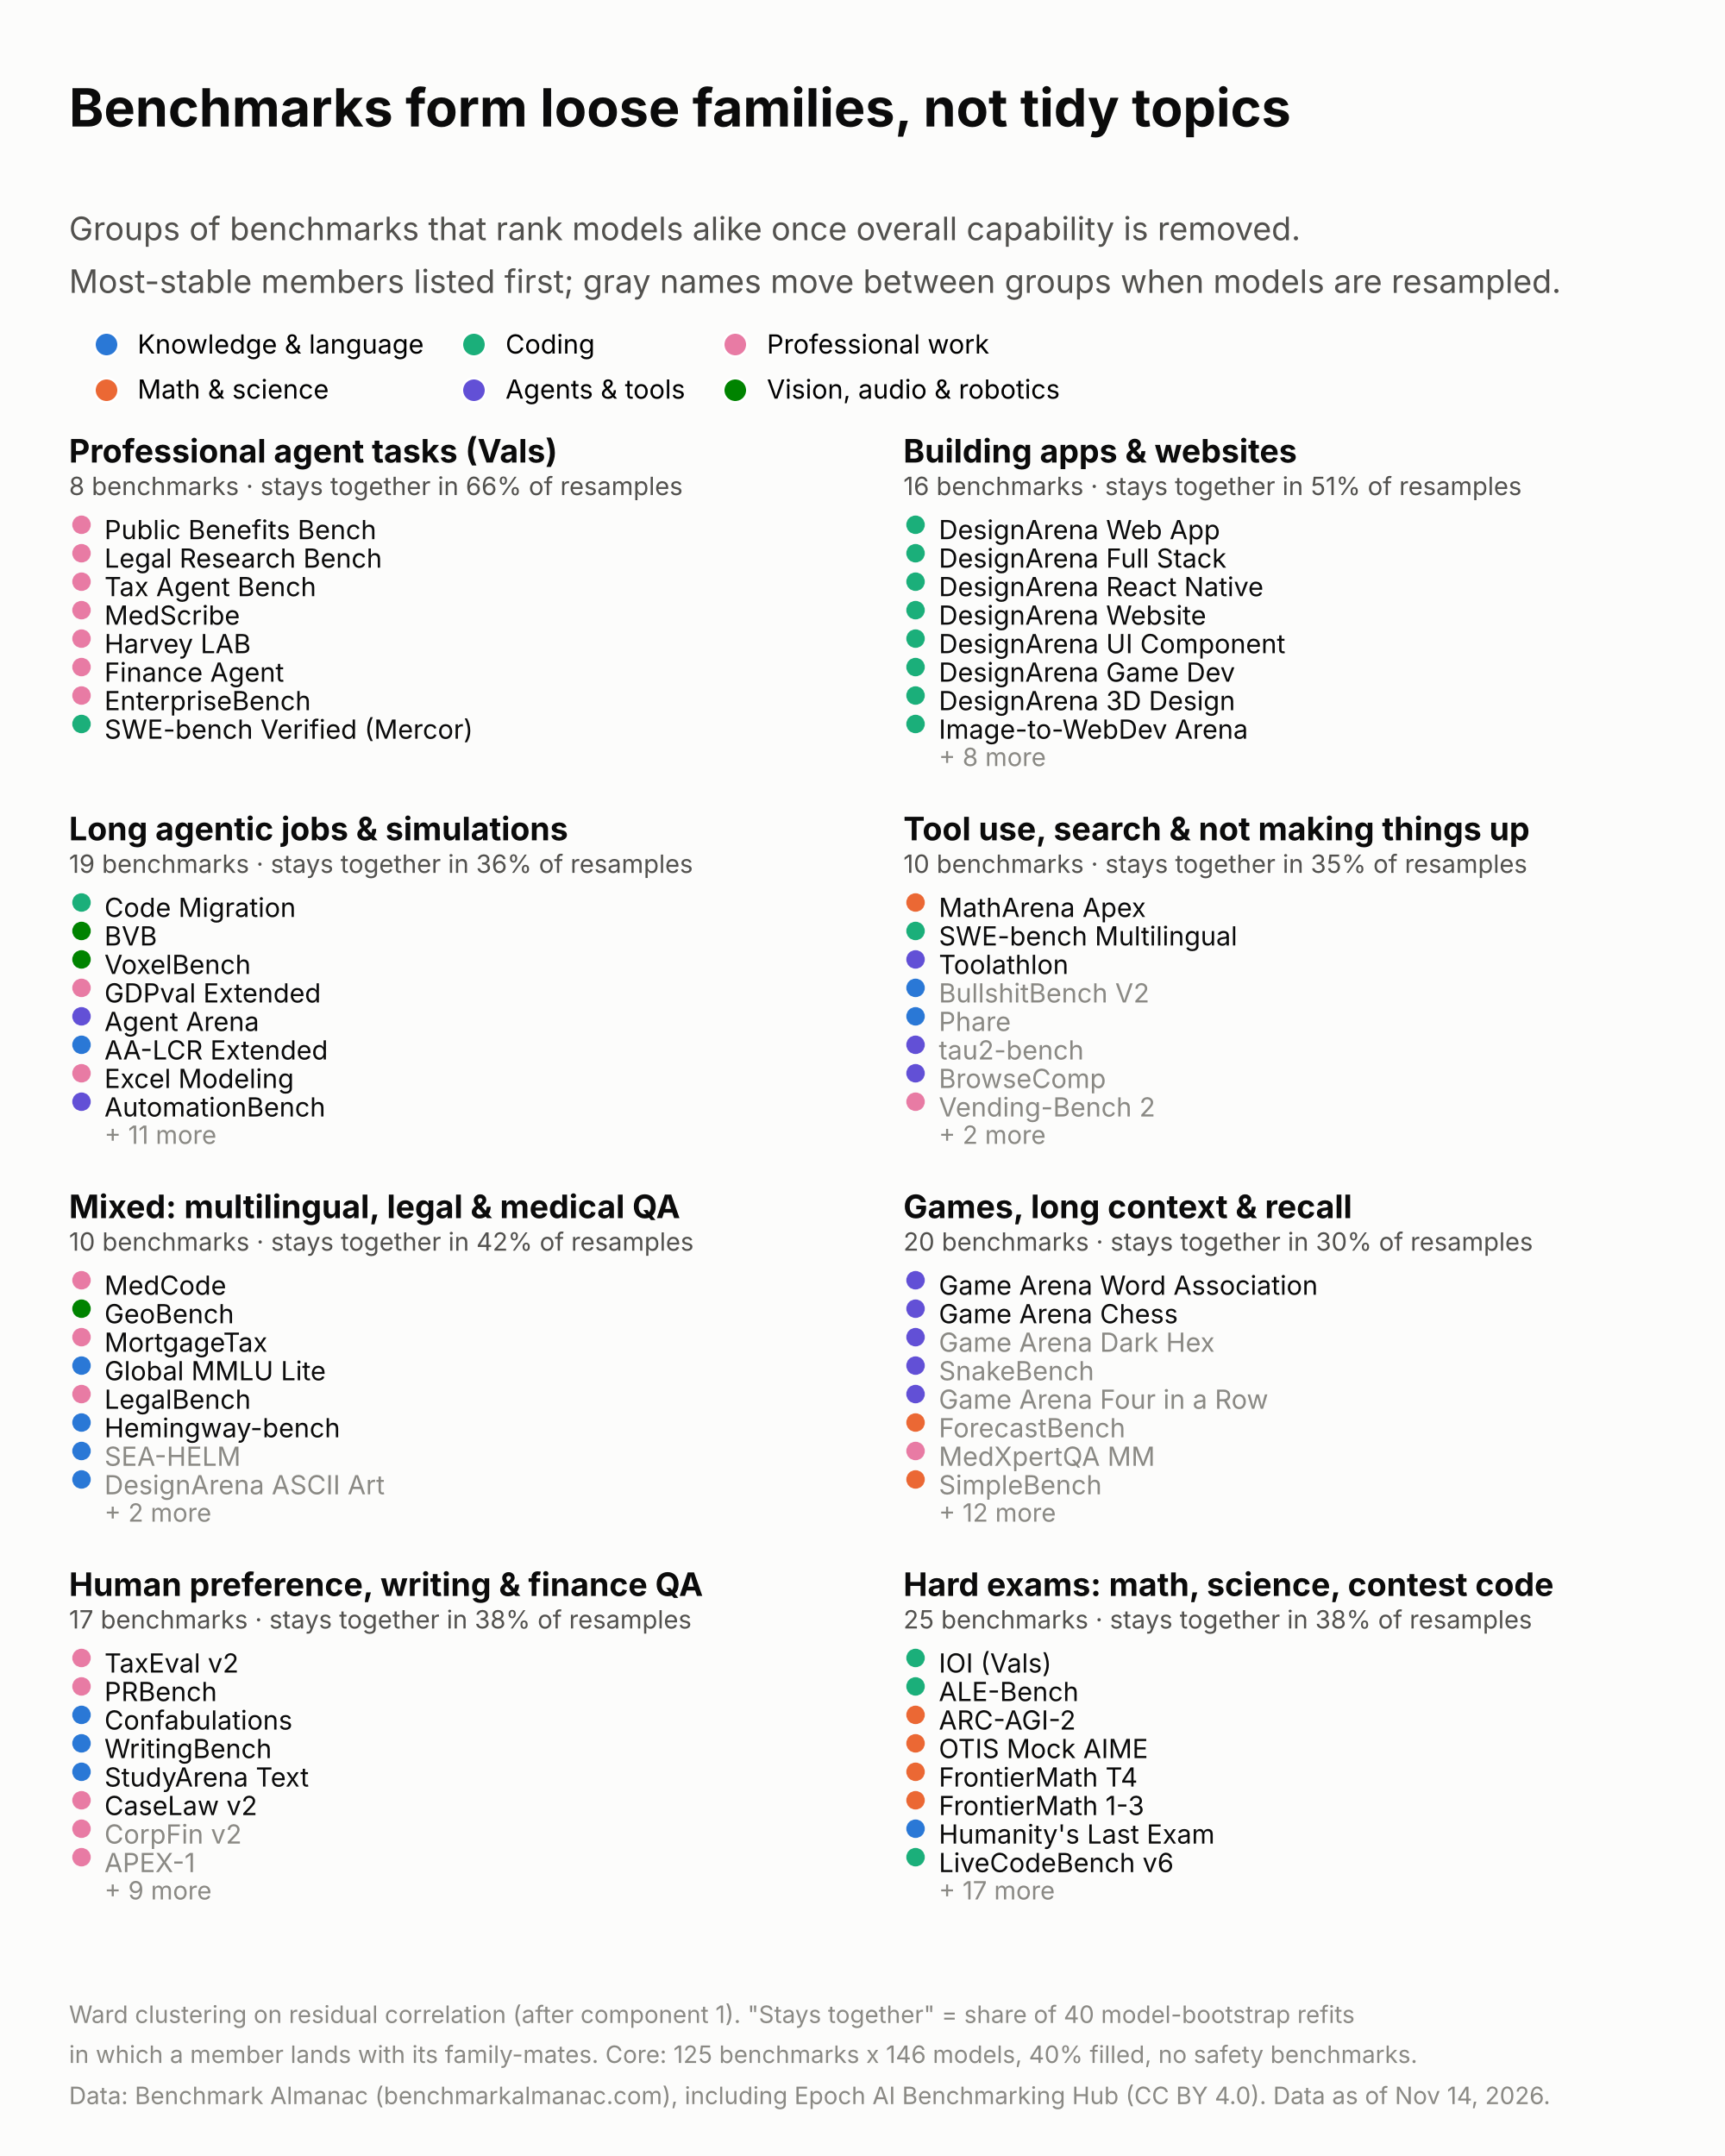 Benchmarks form loose families, not tidy topics
Groups of benchmarks that rank models alike once overall capability is removed.
Most-stable members listed first; gray names move between groups when models are resampled.
Knowledge & language
Coding
Professional work
Math & science
Agents & tools
Vision, audio & robotics
Professional agent tasks (Vals)
8 benchmarks · stays together in 66% of resamples
Public Benefits Bench
Legal Research Bench
Tax Agent Bench
MedScribe
Harvey LAB
Finance Agent
EnterpriseBench
SWE-bench Verified (Mercor)
Building apps & websites
16 benchmarks · stays together in 51% of resamples
DesignArena Web App
DesignArena Full Stack
DesignArena React Native
DesignArena Website
DesignArena UI Component
DesignArena Game Dev
DesignArena 3D Design
Image-to-WebDev Arena
+ 8 more
Long agentic jobs & simulations
19 benchmarks · stays together in 36% of resamples
Code Migration
BVB
VoxelBench
GDPval Extended
Agent Arena
AA-LCR Extended
Excel Modeling
AutomationBench
+ 11 more
Tool use, search & not making things up
10 benchmarks · stays together in 35% of resamples
MathArena Apex
SWE-bench Multilingual
Toolathlon
BullshitBench V2
Phare
tau2-bench
BrowseComp
Vending-Bench 2
+ 2 more
Mixed: multilingual, legal & medical QA
10 benchmarks · stays together in 42% of resamples
MedCode
GeoBench
MortgageTax
Global MMLU Lite
LegalBench
Hemingway-bench
SEA-HELM
DesignArena ASCII Art
+ 2 more
Games, long context & recall
20 benchmarks · stays together in 30% of resamples
Game Arena Word Association
Game Arena Chess
Game Arena Dark Hex
SnakeBench
Game Arena Four in a Row
ForecastBench
MedXpertQA MM
SimpleBench
+ 12 more
Human preference, writing & finance QA
17 benchmarks · stays together in 38% of resamples
TaxEval v2
PRBench
Confabulations
WritingBench
StudyArena Text
CaseLaw v2
CorpFin v2
APEX-1
+ 9 more
Hard exams: math, science, contest code
25 benchmarks · stays together in 38% of resamples
IOI (Vals)
ALE-Bench
ARC-AGI-2
OTIS Mock AIME
FrontierMath T4
FrontierMath 1-3
Humanity's Last Exam
LiveCodeBench v6
+ 17 more
Ward clustering on residual correlation (after component 1). "Stays together" = share of 40 model-bootstrap refits
in which a member lands with its family-mates. Core: 125 benchmarks x 146 models, 40% filled, no safety benchmarks.
Data: Benchmark Almanac (benchmarkalmanac.com), including Epoch AI Benchmarking Hub (CC BY 4.0). Data as of Nov 14, 2026.